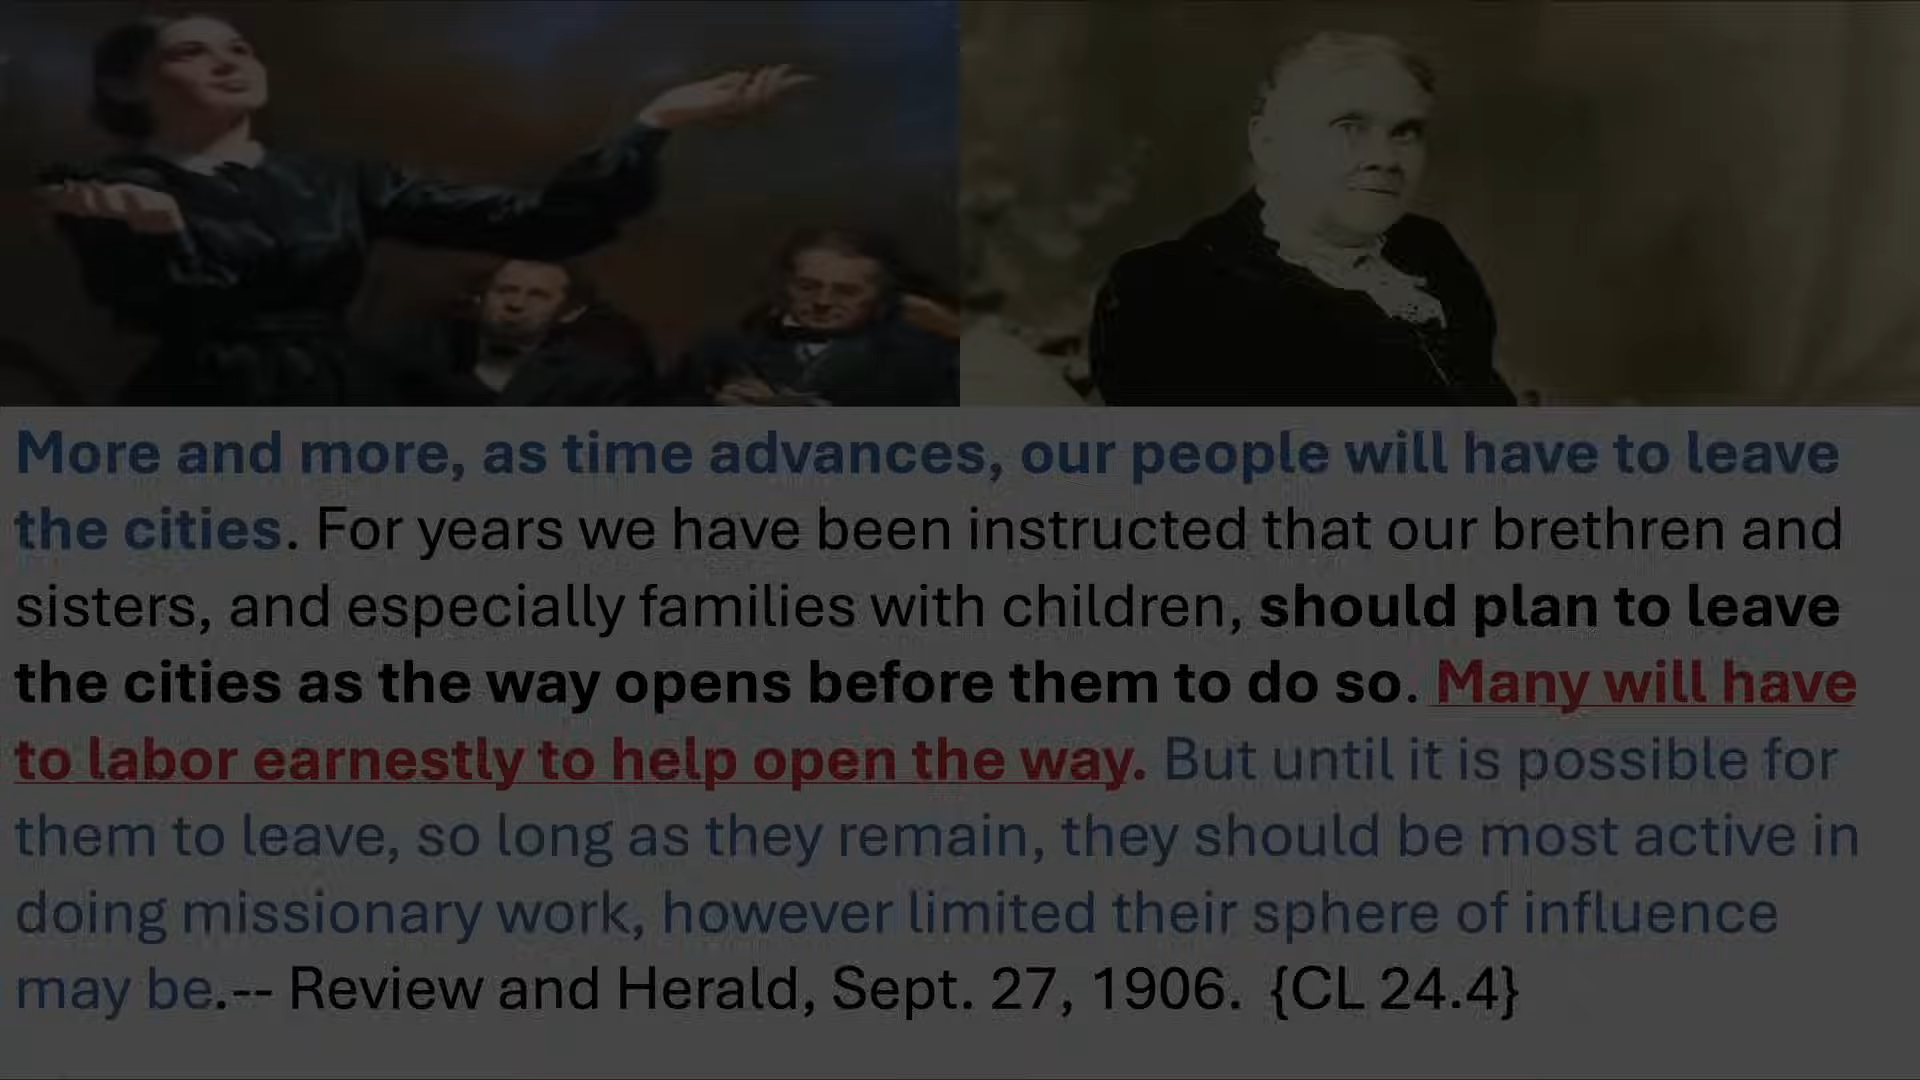 More and more, as time advances, our people will have to leave
the cities. For years we have been instructed that our brethren and
sisters, and especially families with children, should plan to leave
the cities as the way opens before them to do so. Many will have
to labor earnestly to help open the way. But until it is possible for
them to leave, so long as they remain, they should be most active in
doing missionary work, however limited their sphere of influence
may be.-- Review and Herald, Sept. 27, 1906. {CL 24.4}